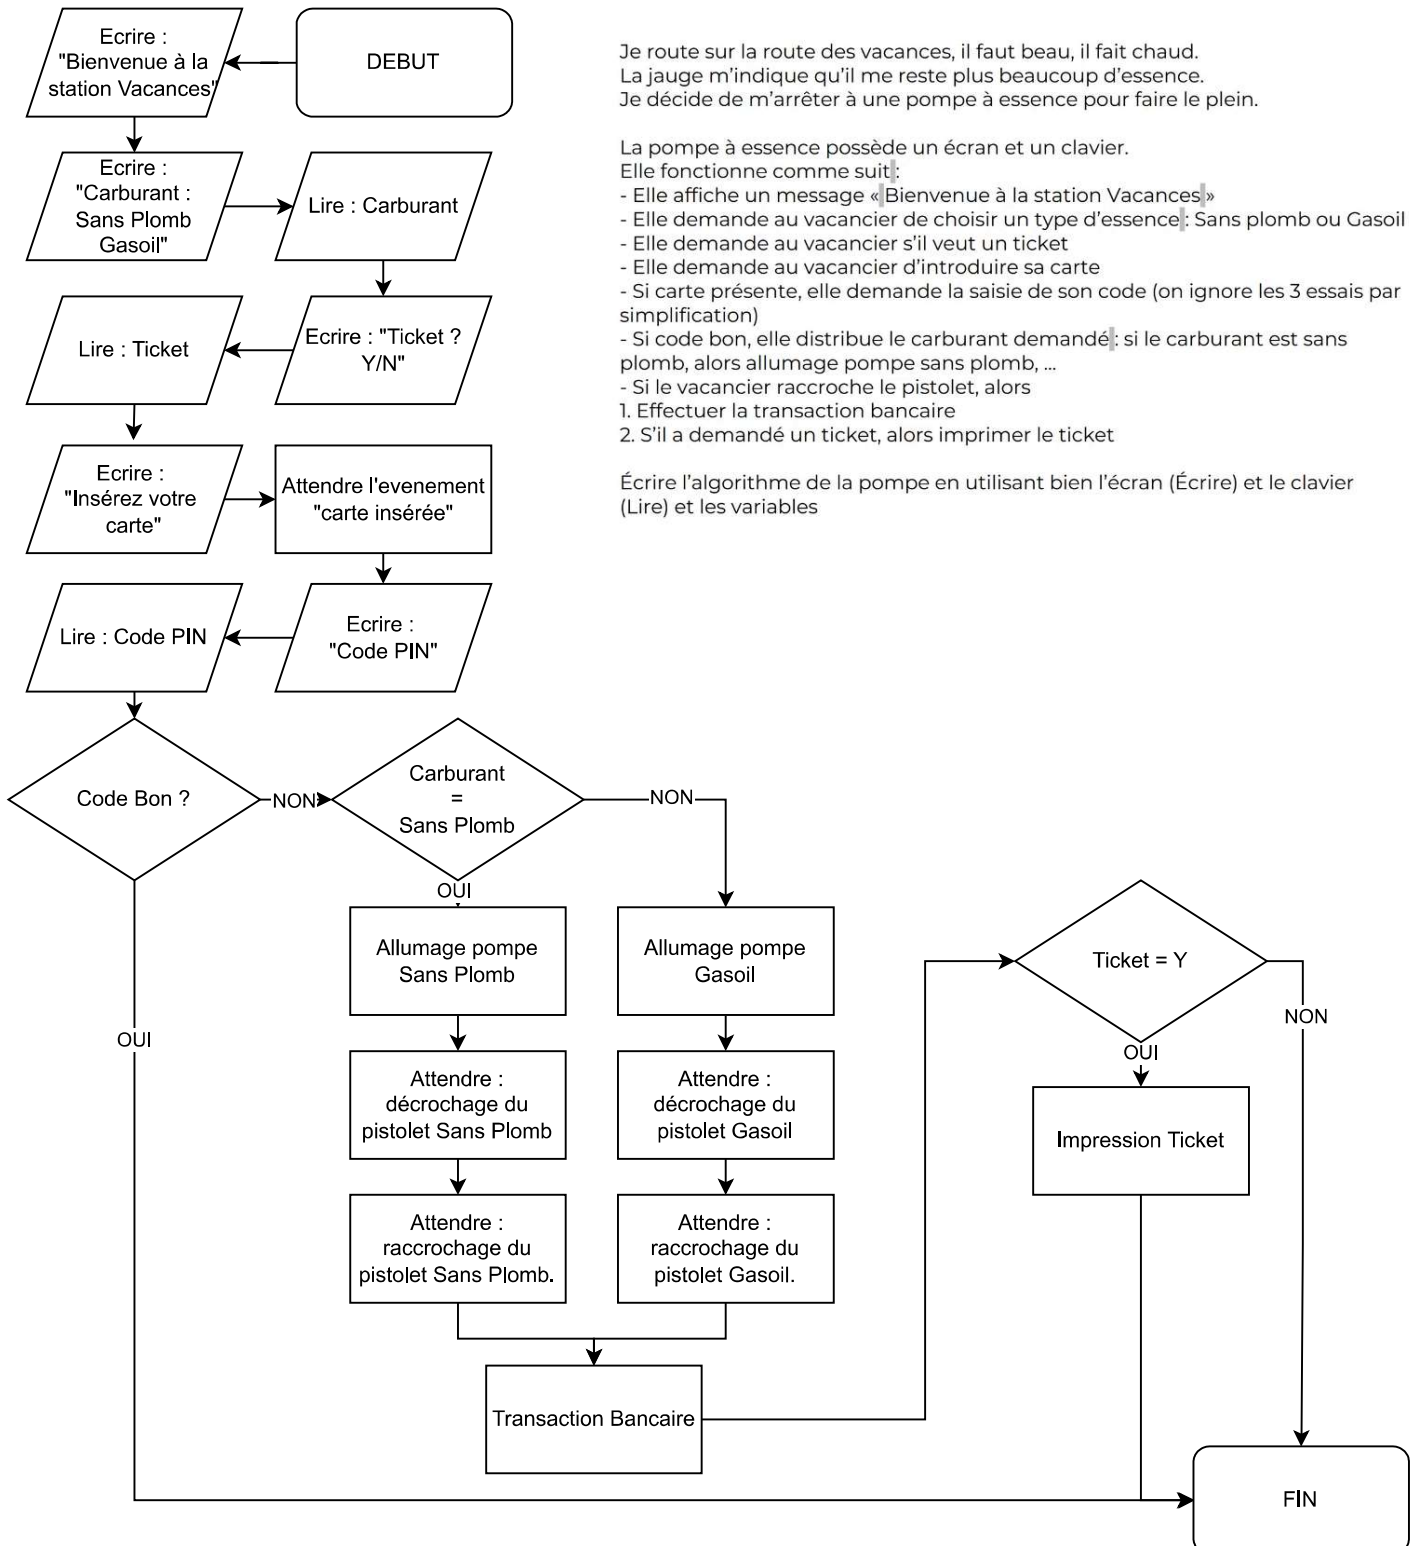 DEBUT
Ecrire :
"Bienvenue à la
station Vacances"
Ecrire :
"Carburant :
Sans Plomb
Gasoil"
Lire : Carburant
Ecrire : "Ticket ?
Y/N"
Lire : Ticket
Ecrire :
"Insérez votre
carte"
Attendre l'evenement
"carte insérée"
Ecrire :
"Code PIN"
Lire : Code PIN
Code Bon ?
NON
OUI
Carburant
=
Sans Plomb
NON
OUI
Allumage pompe
Sans Plomb
Attendre :
décrochage du
pistolet Sans Plomb
Attendre :
raccrochage du
pistolet Sans Plomb.
Allumage pompe
Gasoil
Attendre :
décrochage du
pistolet Gasoil
Attendre :
raccrochage du
pistolet Gasoil.
Transaction Bancaire
Ticket = Y
NON
OUI
Impression Ticket
FIN
Je route sur la route des vacances, il faut beau, il fait chaud.
La jauge m'indique qu'il me reste plus beaucoup d'essence.
Je décide de m'arrêter à une pompe à essence pour faire le plein.
La pompe à essence possède un écran et un clavier.
Elle fonctionne comme suit :
- Elle affiche un message « Bienvenue à la station Vacances »
- Elle demande au vacancier de choisir un type d'essence : Sans plomb ou Gasoil
- Elle demande au vacancier s'il veut un ticket
- Elle demande au vacancier d'introduire sa carte
- Si carte présente, elle demande la saisie de son code (on ignore les 3 essais par
simplification)
- Si code bon, elle distribue le carburant demandé : si le carburant est sans
plomb, alors allumage pompe sans plomb, ...
- Si le vacancier raccroche le pistolet, alors
1. Effectuer la transaction bancaire
2. S'il a demandé un ticket, alors imprimer le ticket
Écrire l'algorithme de la pompe en utilisant bien l'écran (Écrire) et le clavier
(Lire) et les variables